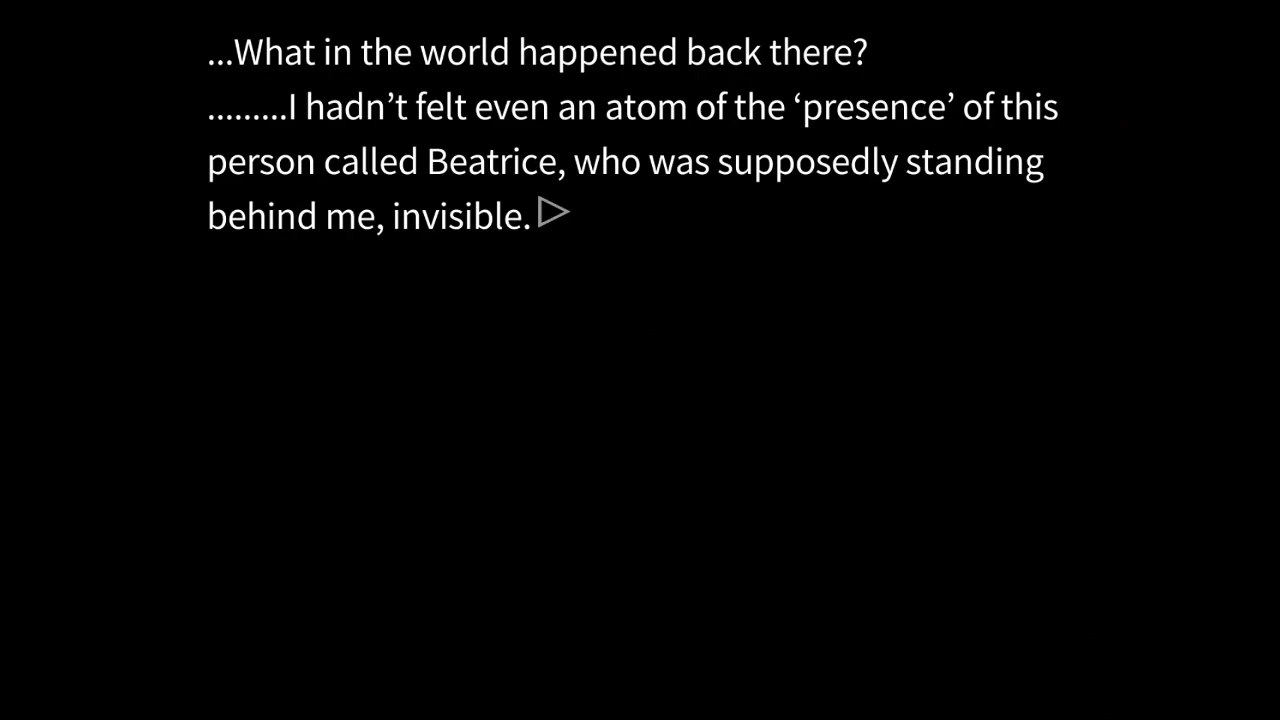 ...What in the world happened back there?
.........I hadn’t felt even an atom of the ‘presence’ of this
person called Beatrice, who was supposedly standing
behind me, invisible.